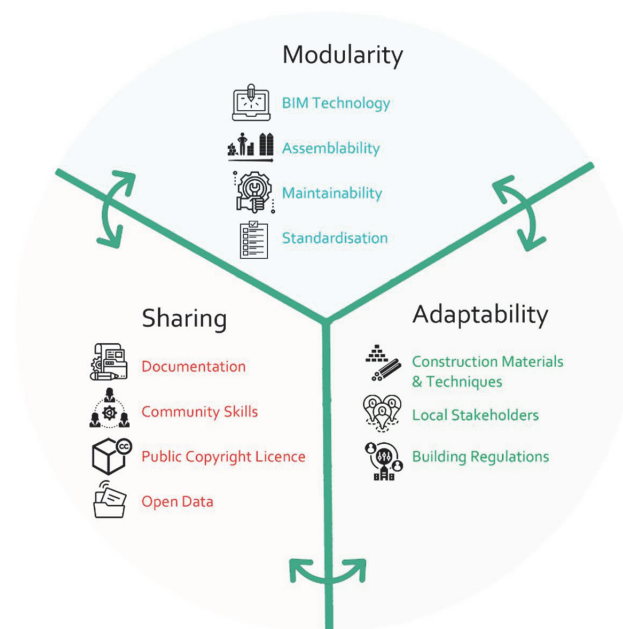 Modularity
BIM Technology
Assemblability
Maintainability
Standardisation
Sharing
Documentation
Community Skills
CC
Public Copyright Licence
Open Data
Adaptability
Construction Materials
& Techniques
Local Stakeholders
Building Regulations